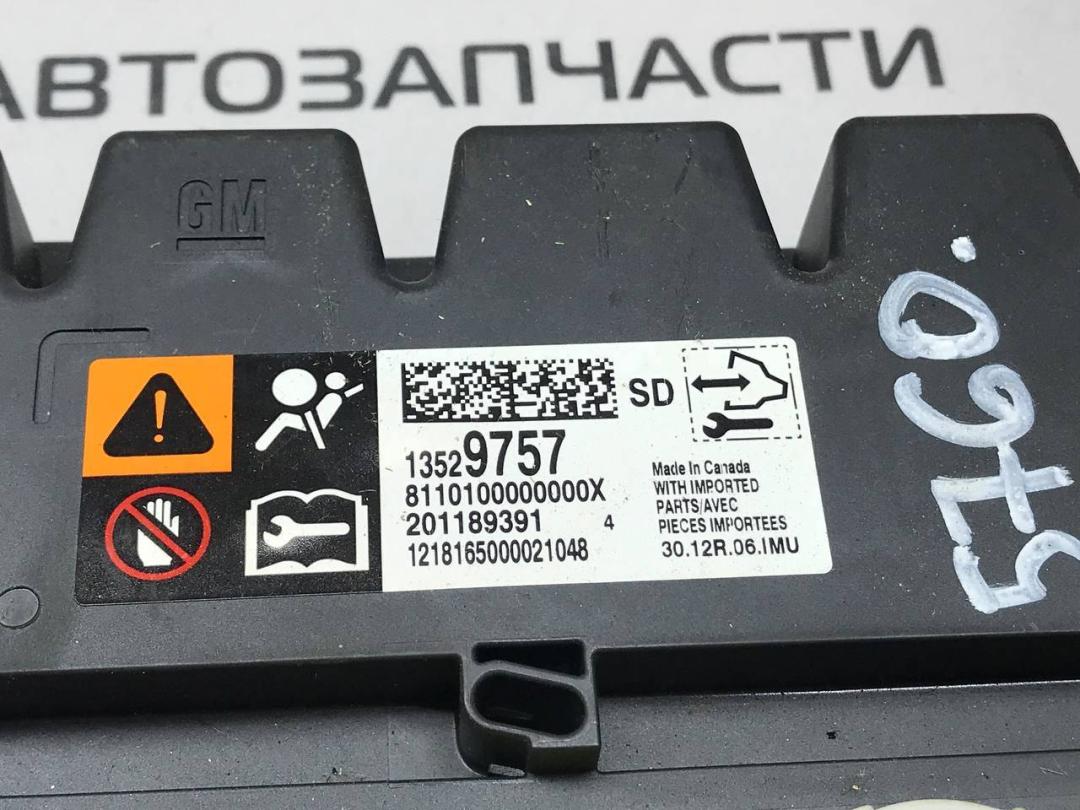 АВТОЗАПЧАСТИ
GM
SD
13529757
8110100000000X
201189391 4
1218165000021048
Made In Canada
WITH IMPORTED
PARTS/AVEC
PIECES IMPORTEES
30.12R.06.IMU
5760.